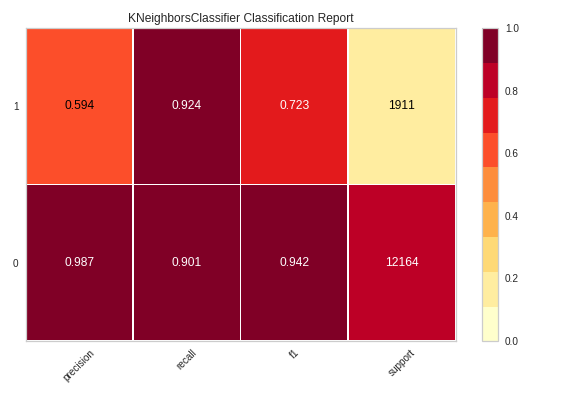 KNeighborsClassifier Classification Report
1 0.594 0.924 0.723 1911
0 0.987 0.901 0.942 12164
precision recall f1 support
1.0
0.8
0.6
0.4
0.2
0.0